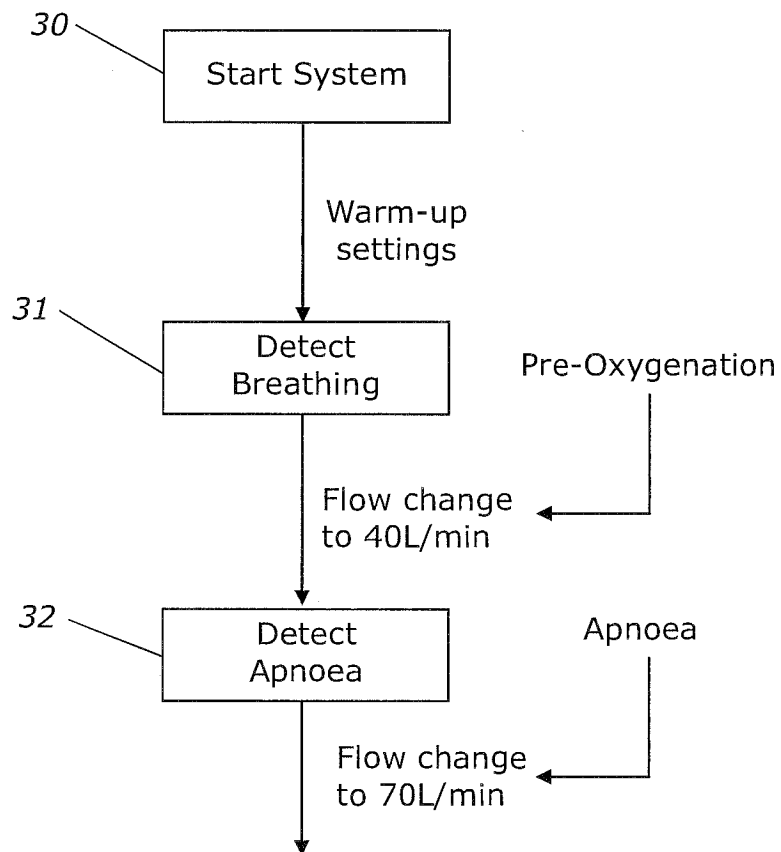 30
Start System
Warm-up
settings
31
Detect
Breathing
Pre-Oxygenation
Flow change
to 40L/min
32
Detect
Apnoea
Apnoea
Flow change
to 70L/min